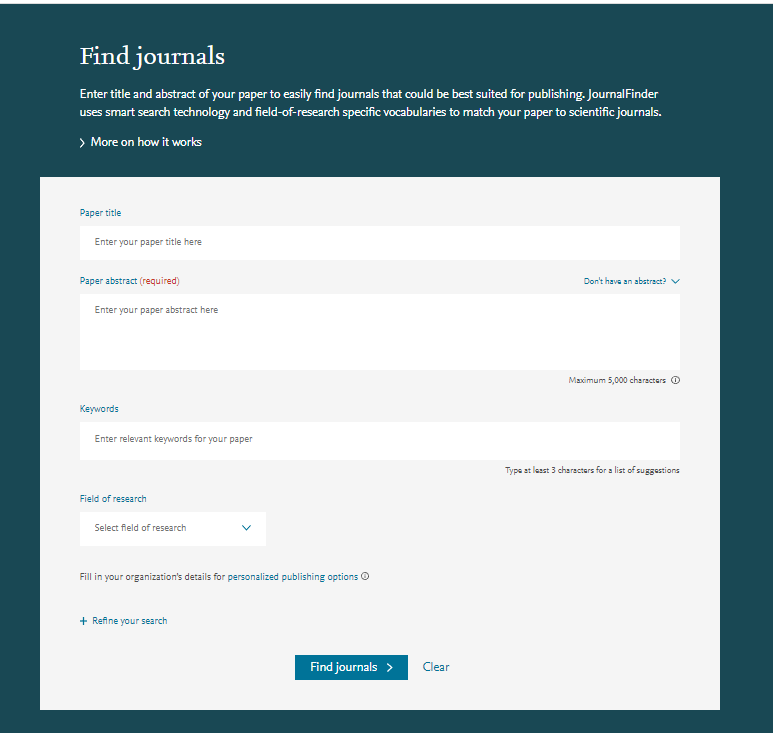 Find journals
Enter title and abstract of your paper to easily find journals that could be best suited for publishing. JournalFinder
uses smart search technology and field-of-research specific vocabularies to match your paper to scientific journals.
More on how it works
Paper title
Enter your paper title here
Paper abstract (required)
Don't have an abstract?
Enter your paper abstract here
Maximum 5,000 characters
Keywords
Enter relevant keywords for your paper
Type at least 3 characters for a list of suggestions
Field of research
Select field of research
Fill in your organization's details for personalized publishing options
+ Refine your search
Find journals
Clear